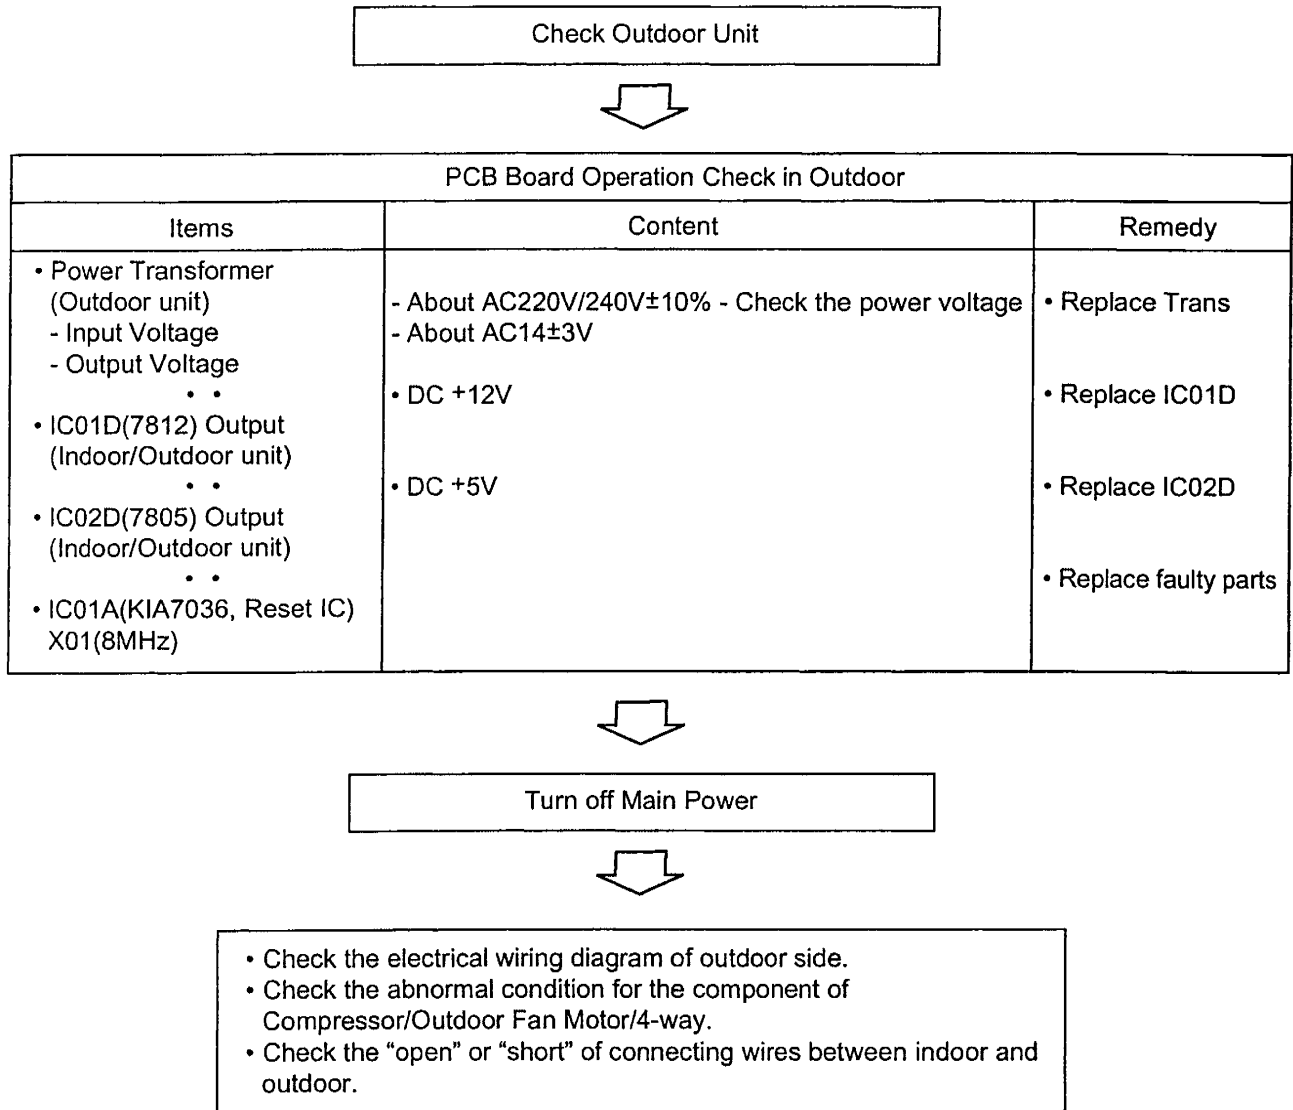 Check Outdoor Unit
PCB Board Operation Check in Outdoor
Items
Content
Remedy
• Power Transformer
(Outdoor unit)
- Input Voltage
- Output Voltage
• •
• IC01D(7812) Output
(Indoor/Outdoor unit)
• •
• IC02D(7805) Output
(Indoor/Outdoor unit)
• •
• IC01A(KIA7036, Reset IC)
X01(8MHz)
- About AC220V/240V±10% - Check the power voltage
- About AC14±3V
• DC +12V
• DC +5V
• Replace Trans
• Replace IC01D
• Replace IC02D
• Replace faulty parts
Turn off Main Power
• Check the electrical wiring diagram of outdoor side.
• Check the abnormal condition for the component of
Compressor/Outdoor Fan Motor/4-way.
• Check the “open” or “short” of connecting wires between indoor and
outdoor.